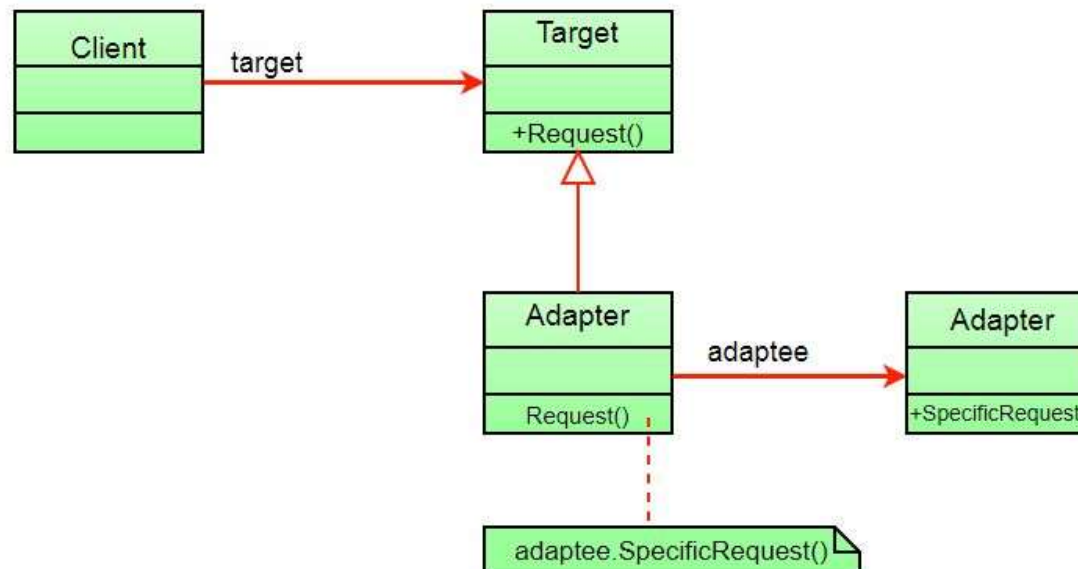 Client
target
Target
+Request()
Adapter
Request()
adaptee
Adapter
+SpecificRequest
adaptee.SpecificRequest()